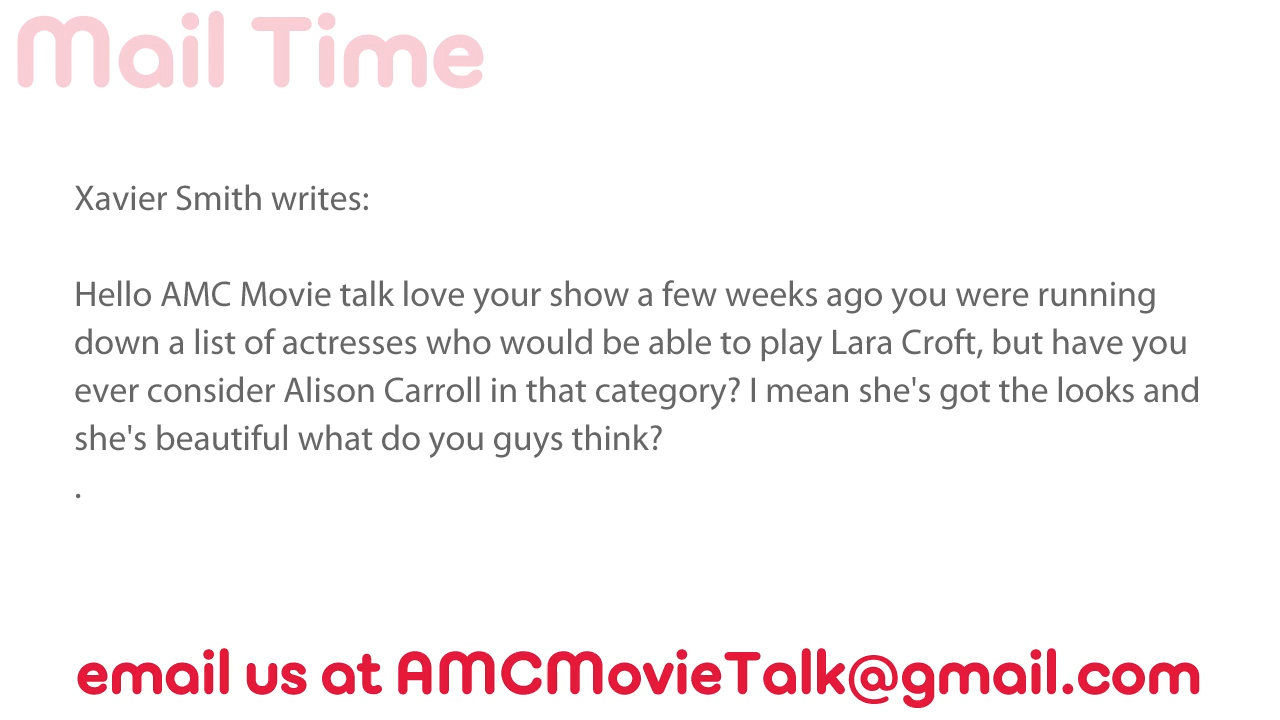 Mail Time
Xavier Smith writes:
Hello AMC Movie talk love your show a few weeks ago you were running
down a list of actresses who would be able to play Lara Croft, but have you
ever consider Alison Carroll in that category? I mean she's got the looks and
she's beautiful what do you guys think?
.
email us at AMCMovieTalk@gmail.com